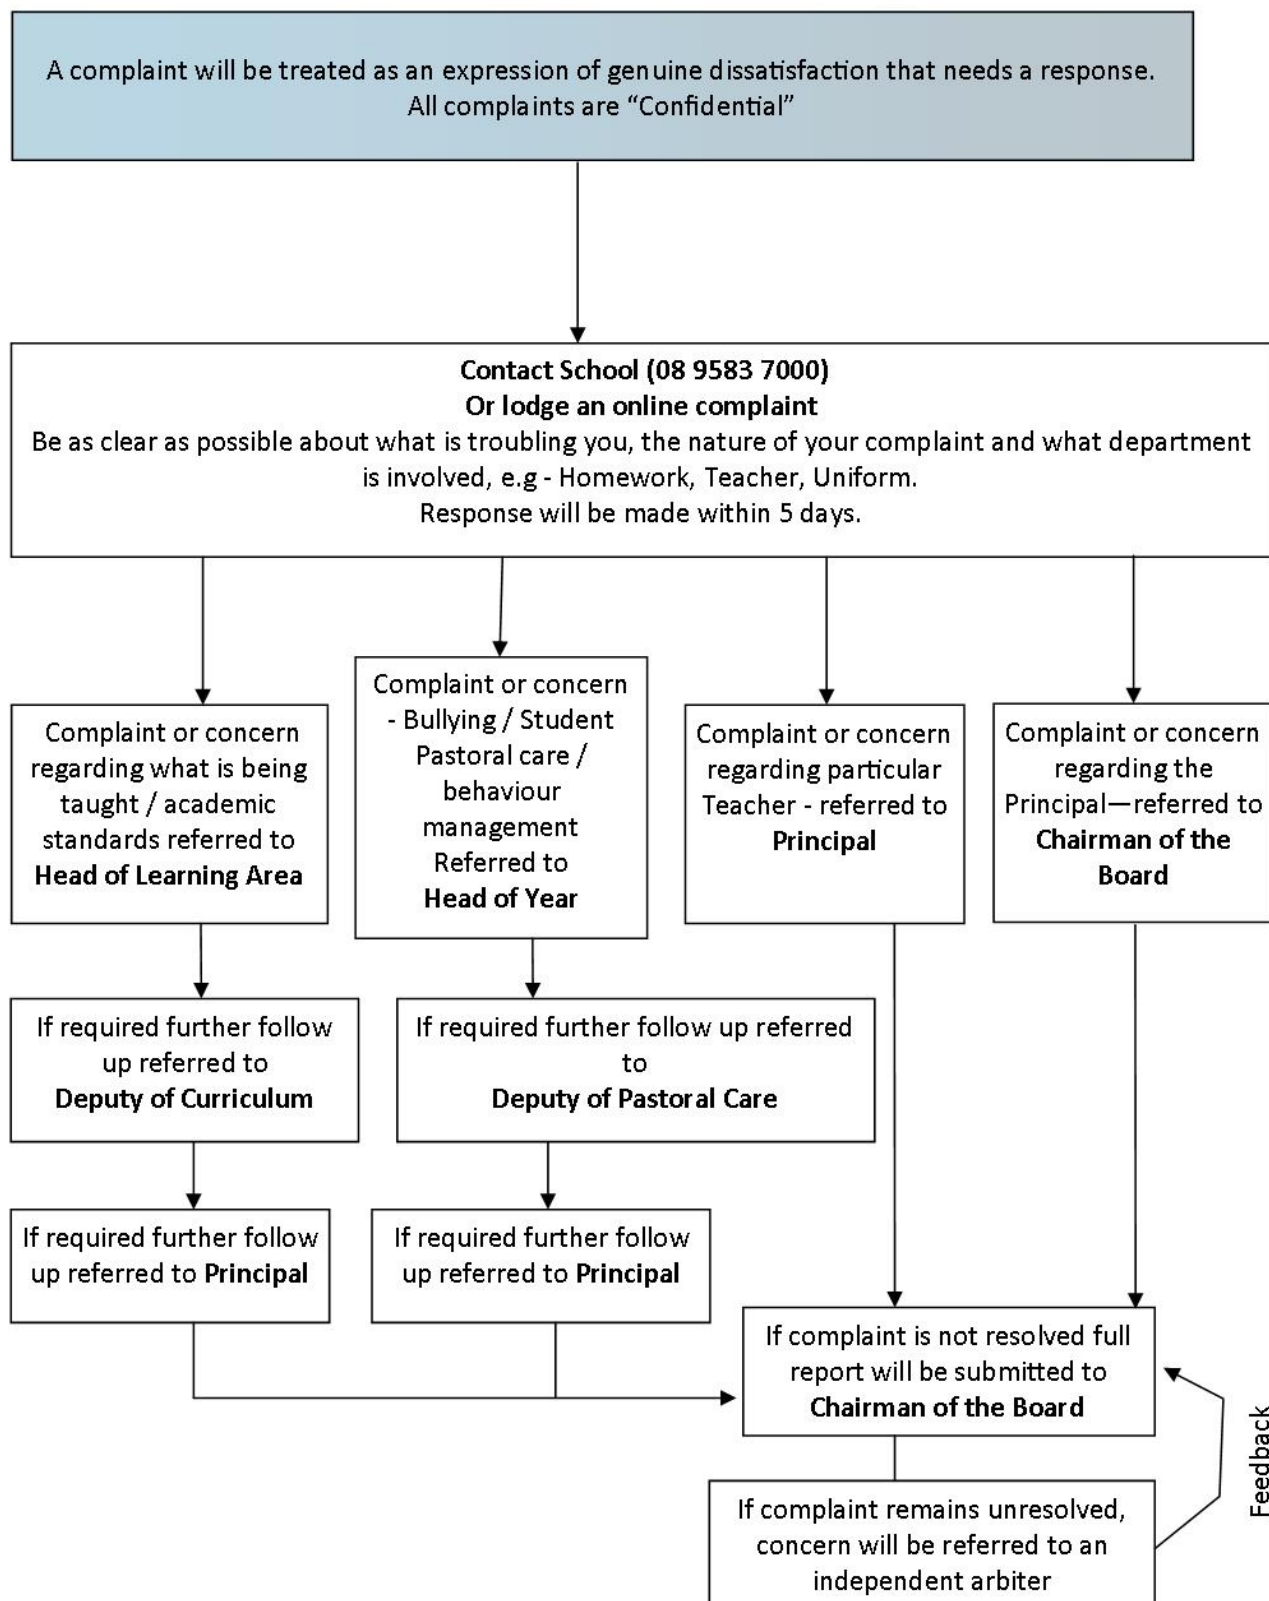 A complaint will be treated as an expression of genuine dissatisfaction that needs a response.
All complaints are “Confidential”
Contact School (08 9583 7000)
Or lodge an online complaint
Be as clear as possible about what is troubling you, the nature of your complaint and what department
is involved, e.g - Homework, Teacher, Uniform.
Response will be made within 5 days.
Complaint or concern
regarding what is being
taught / academic
standards referred to
Head of Learning Area
Complaint or concern
- Bullying / Student
Pastoral care /
behaviour
management
Referred to
Head of Year
Complaint or concern
regarding particular
Teacher - referred to
Principal
Complaint or concern
regarding the
Principal—referred to
Chairman of the
Board
If required further follow
up referred to
Deputy of Curriculum
If required further follow up referred
to
Deputy of Pastoral Care
If required further follow
up referred to Principal
If required further follow
up referred to Principal
If complaint is not resolved full
report will be submitted to
Chairman of the Board
Feedback
If complaint remains unresolved,
concern will be referred to an
independent arbiter